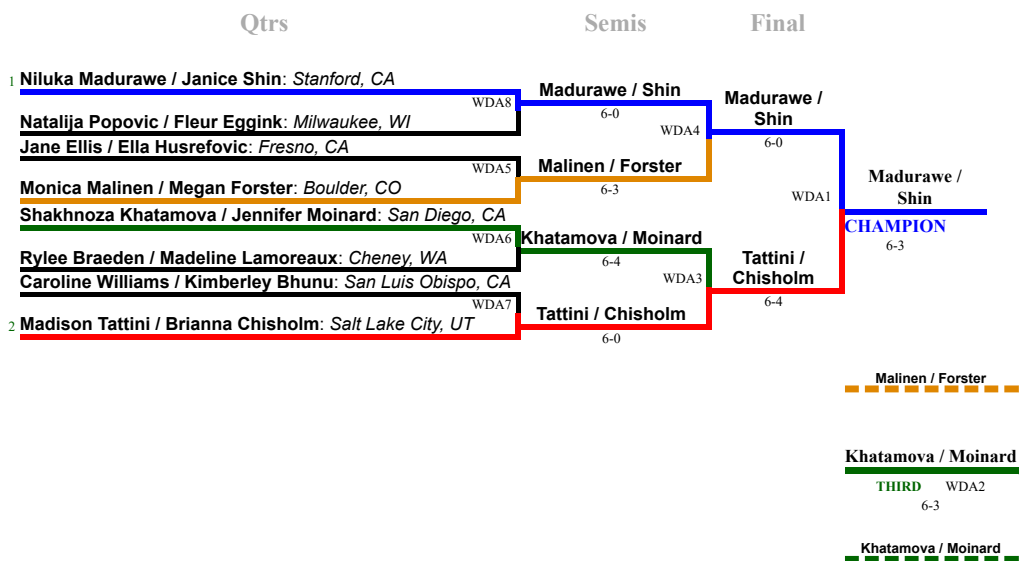 Qtrs Semis Final
1 Niluka Madurawe / Janice Shin: Stanford, CA
WDA8
Natalija Popovic / Fleur Eggink: Milwaukee, WI
Jane Ellis / Ella Husrefovic: Fresno, CA
WDA5
Monica Malinen / Megan Forster: Boulder, CO
Shakhnoza Khatamova / Jennifer Moinard: San Diego, CA
WDA6
Rylee Braeden / Madeline Lamoreaux: Cheney, WA
Caroline Williams / Kimberley Bhunu: San Luis Obispo, CA
WDA7
2 Madison Tattini / Brianna Chisholm: Salt Lake City, UT
Madurawe / Shin
6-0
WDA4
Malinen / Forster
6-3
Khatamova / Moinard
6-4
WDA3
Tattini / Chisholm
6-0
Madurawe /
Shin
6-0
WDA1
Tattini /
Chisholm
6-4
Madurawe /
Shin
CHAMPION
6-3
Malinen / Forster
Khatamova / Moinard
THIRD WDA2
6-3
Khatamova / Moinard